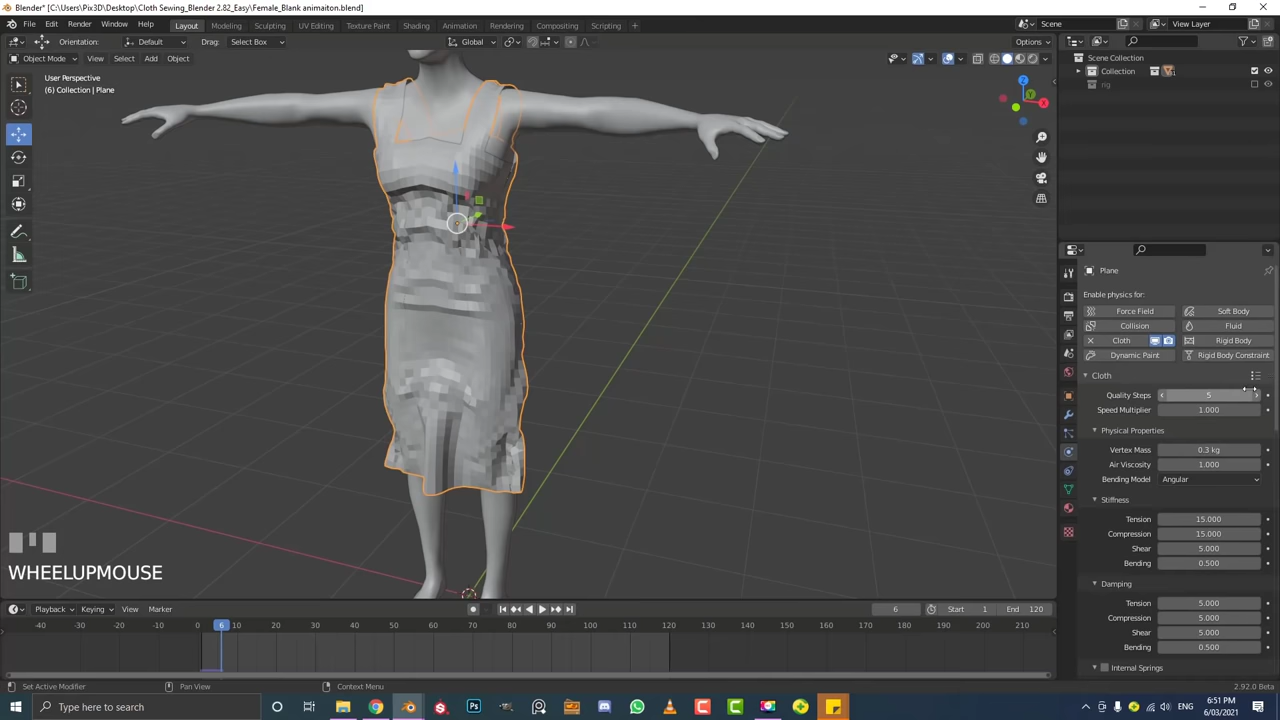 Blender* [C:\Users\Pix3D\Desktop\Cloth Sewing_Blender 2.82_Easy\Female_Blank animaiton.blend]
File Edit Render Window Help Layout Modeling Sculpting UV Editing Texture Paint Shading Animation Rendering Compositing Scripting + Scene View Layer
Orientation: Default Drag: Select Box Global Options
Object Mode View Select Add Object
User Perspective
(6) Collection | Plane
Scene Collection
Collection 1
rig
X
Y
Z
Plane
Enable physics for:
Force Field Soft Body
Collision Fluid
Cloth Rigid Body
Dynamic Paint Rigid Body Constraint
Cloth
Quality Steps 5
Speed Multiplier 1.000
Physical Properties
Vertex Mass 0.3 kg
Air Viscosity 1.000
Bending Model Angular
Stiffness
Tension 15.000
Compression 15.000
Shear 5.000
Bending 0.500
Damping
Tension 5.000
Compression 5.000
Shear 5.000
Bending 0.500
Internal Springs
WHEELUPMOUSE
Playback Keying View Marker 6 Start 1 End 120
-40 -30 -20 -10 0 6 10 20 30 40 50 60 70 80 90 100 110 120 130 140 150 160 170 180 190 200 210
Set Active Modifier Pan View Context Menu 2.92.0 Beta
Type here to search
6:51 PM
6/03/2021